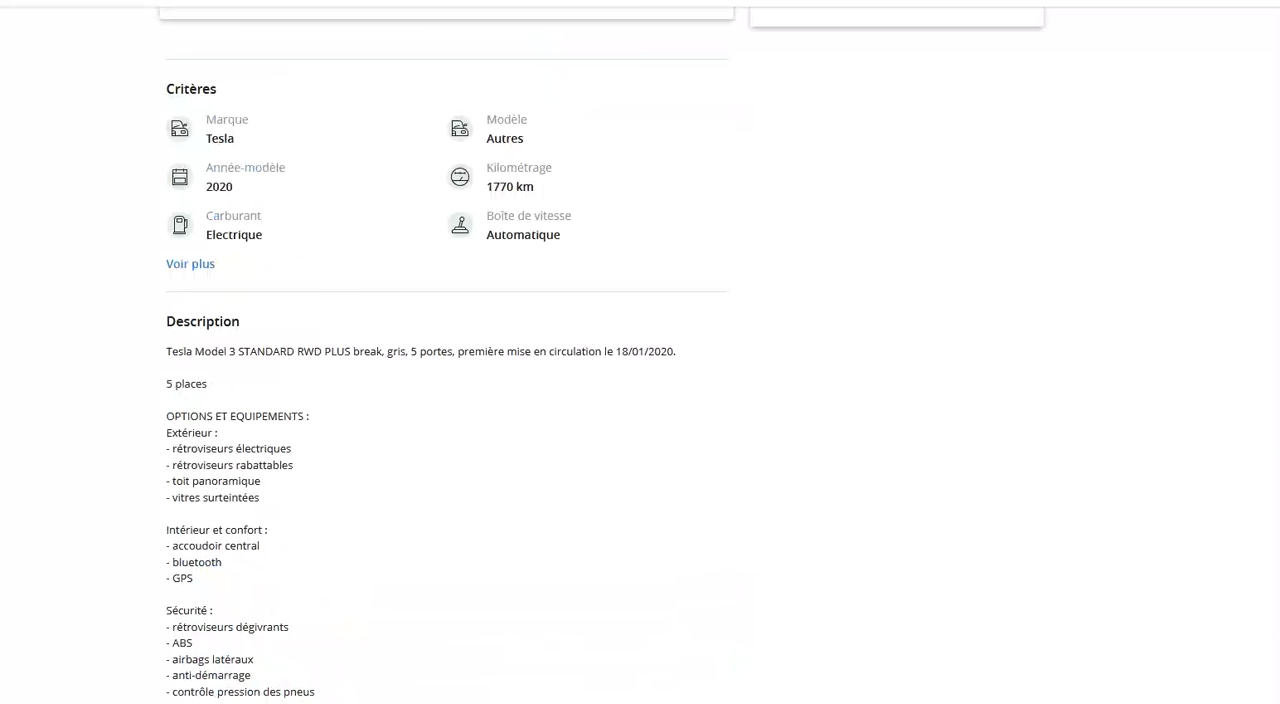 Critères
Marque
Tesla
Modèle
Autres
Année-modèle
2020
Kilométrage
1770 km
Carburant
Electrique
Boîte de vitesse
Automatique
Voir plus
Description
Tesla Model 3 STANDARD RWD PLUS break, gris, 5 portes, première mise en circulation le 18/01/2020.
5 places
OPTIONS ET EQUIPEMENTS :
Extérieur :
- rétroviseurs électriques
- rétroviseurs rabattables
- toit panoramique
- vitres surteintées
Intérieur et confort :
- accoudoir central
- bluetooth
- GPS
Sécurité :
- rétroviseurs dégivrants
- ABS
- airbags latéraux
- anti-démarrage
- contrôle pression des pneus